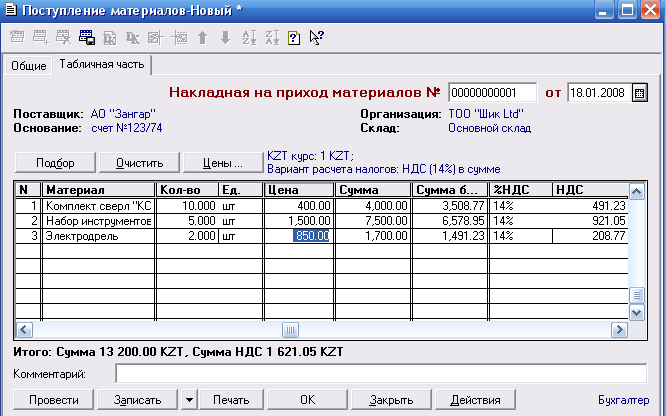 Поступление материалов-Новый *
Общие Табличная часть
Накладная на приход материалов № 00000000001 от 18.01.2008
Поставщик: АО "Зангар" Организация: ТОО "Шик Ltd"
Основание: счет №123/74 Склад: Основной склад
Подбор Очистить Цены ... KZT курс: 1 KZT;
Вариант расчета налогов: НДС (14%) в сумме
N Материал Кол-во Ед. Цена Сумма Сумма б... %НДС НДС
1 Комплект сверл "КС 10.000 шт 400.00 4,000.00 3,508.77 14% 491.23
2 Набор инструментов 5.000 шт 1,500.00 7,500.00 6,578.95 14% 921.05
3 Электродрель 2.000 шт 850.00 1,700.00 1,491.23 14% 208.77
Итого: Сумма 13 200.00 KZT, Сумма НДС 1 621.05 KZT
Комментарий:
Провести Записать Печать OK Закрыть Действия Бухгалтер